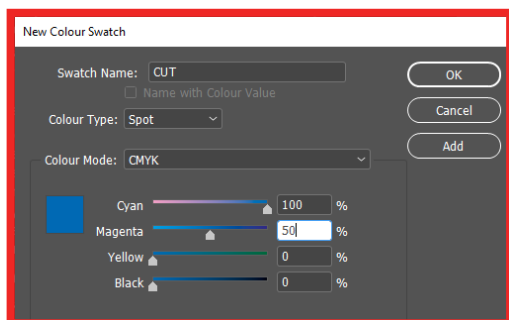 New Colour Swatch
Swatch Name: CUT
OK
Name with Colour Value
Cancel
Colour Type: Spot
Add
Colour Mode: CMYK
Cyan 100 %
Magenta 50 %
Yellow 0 %
Black 0 %